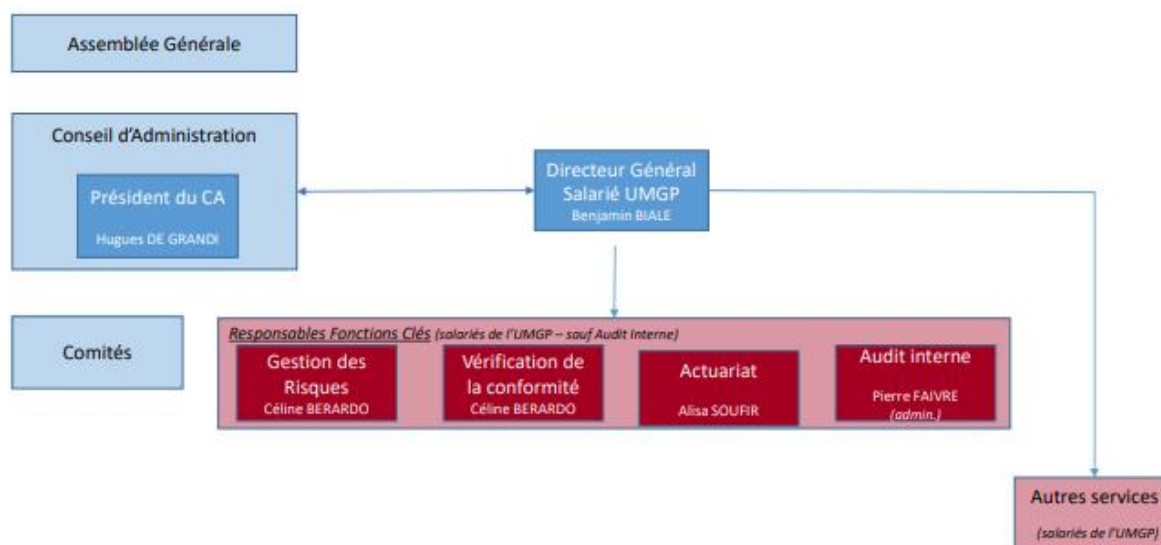 Assemblée Générale
Conseil d'Administration
Président du CA
Hugues DE GRANDI
Directeur Général
Salarié UMGP
Benjamin BIALE
Comités
Responsables Fonctions Clés (salariés de l'UMGP – sauf Audit Interne)
Gestion des
Risques
Céline BERARDO
Vérification de
la conformité
Céline BERARDO
Actuariat
Alisa SOUFIR
Audit interne
Pierre FAIVRE
(admin.)
Autres services
(salariés de l'UMGP)